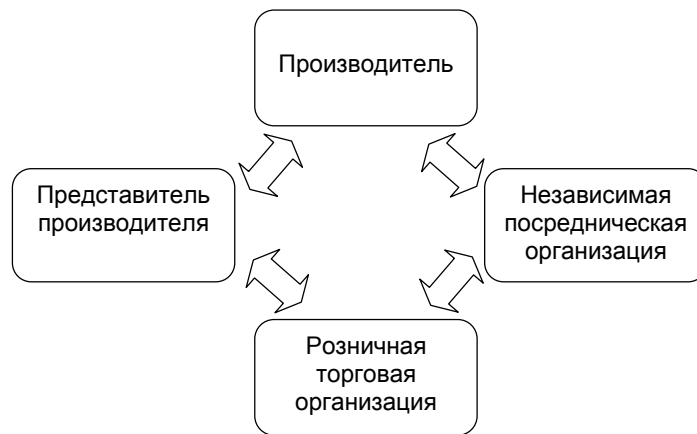 Производитель
Представитель
производителя
Независимая
посредническая
организация
Розничная
торговая
организация